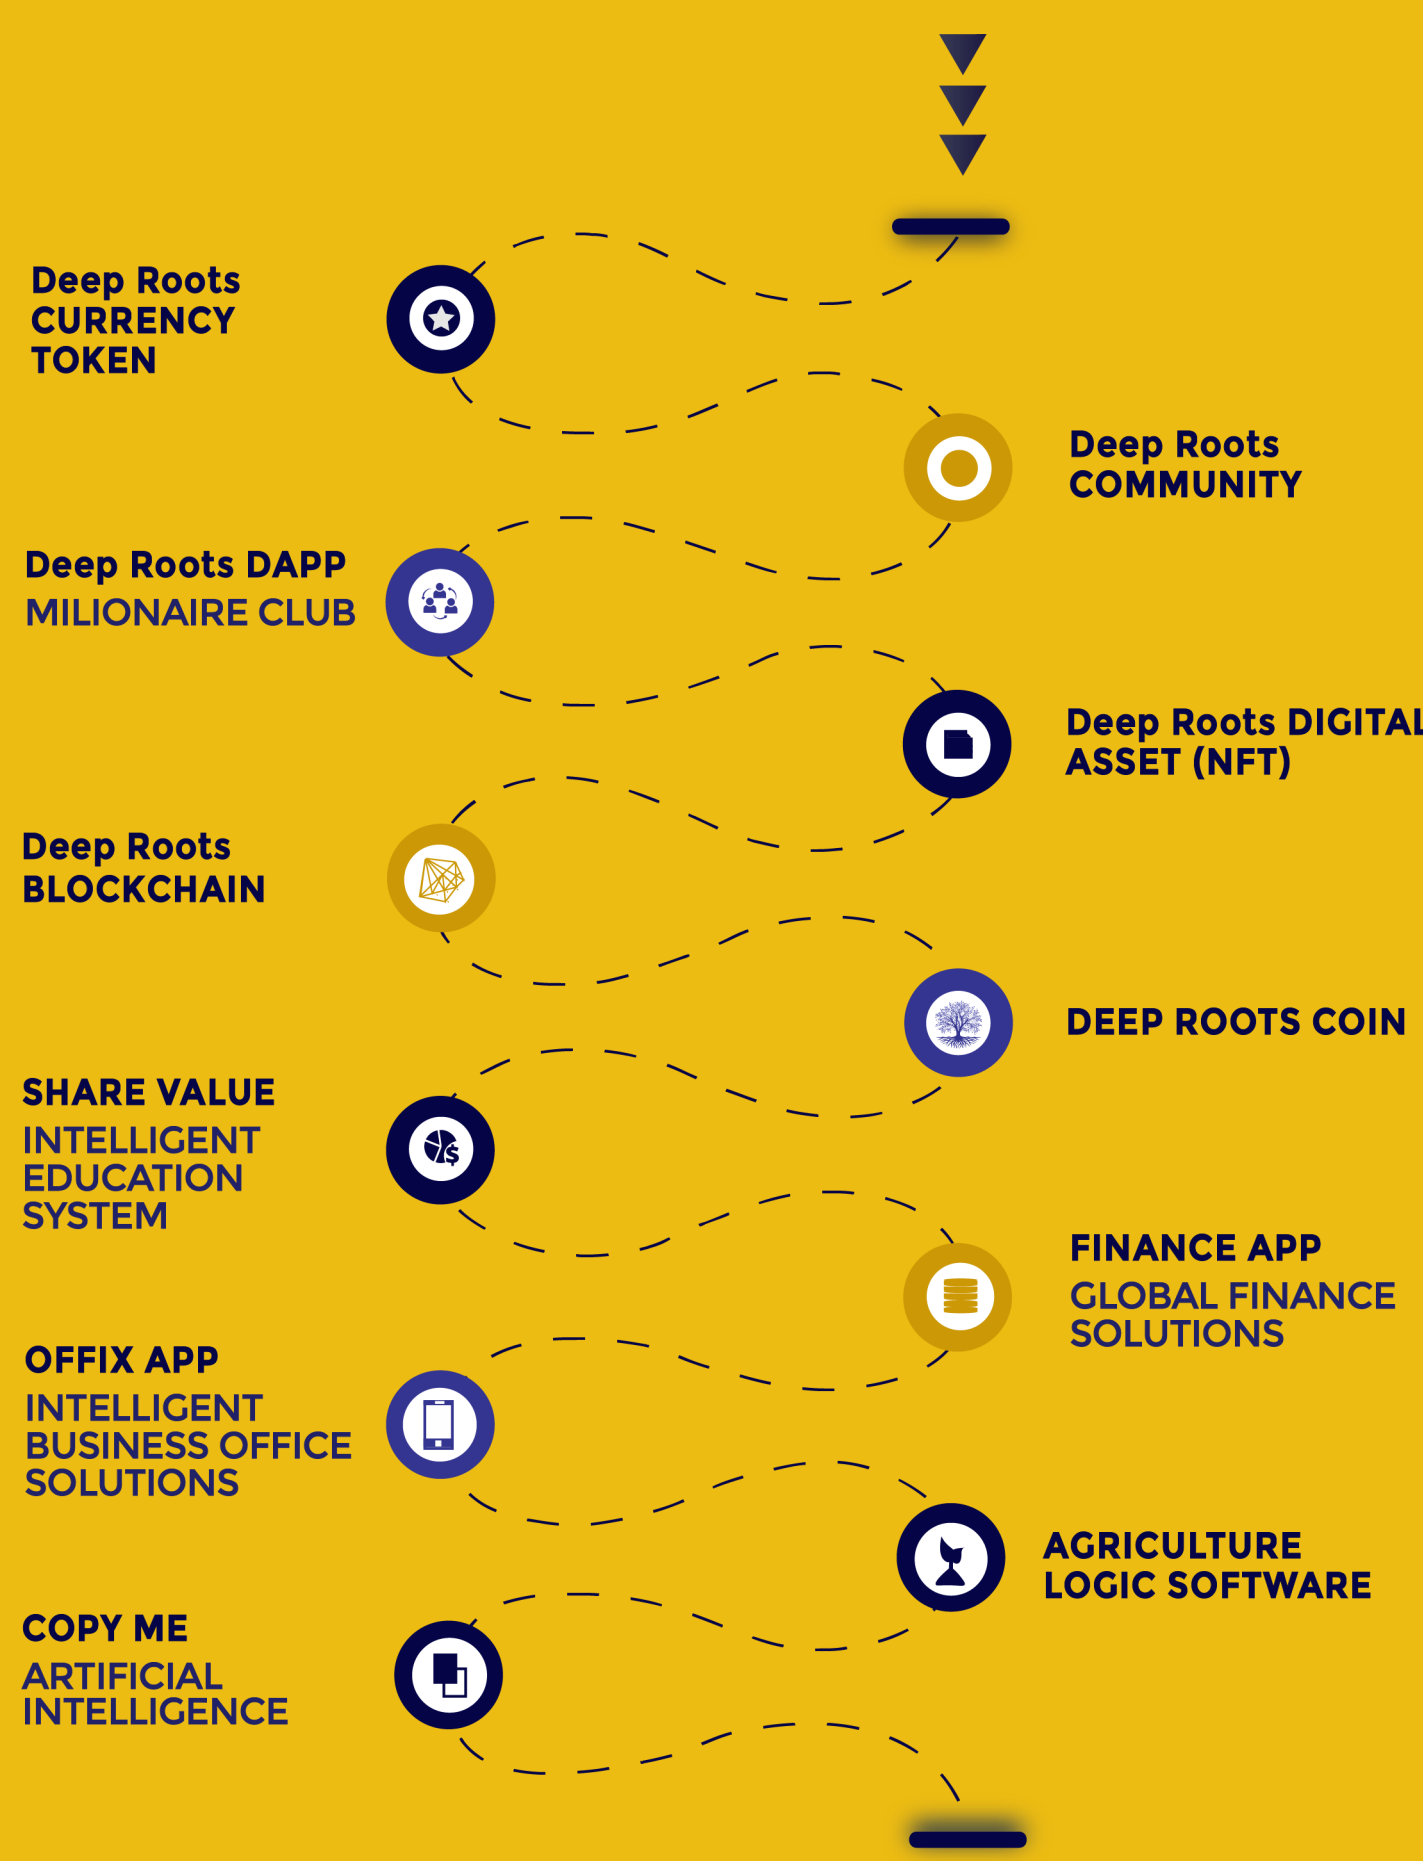 Deep Roots
CURRENCY
TOKEN
Deep Roots
COMMUNITY
Deep Roots DAPP
MILIONAIRE CLUB
Deep Roots DIGITAL
ASSET (NFT)
Deep Roots
BLOCKCHAIN
DEEP ROOTS COIN
SHARE VALUE
INTELLIGENT
EDUCATION
SYSTEM
FINANCE APP
GLOBAL FINANCE
SOLUTIONS
OFFIX APP
INTELLIGENT
BUSINESS OFFICE
SOLUTIONS
AGRICULTURE
LOGIC SOFTWARE
COPY ME
ARTIFICIAL
INTELLIGENCE